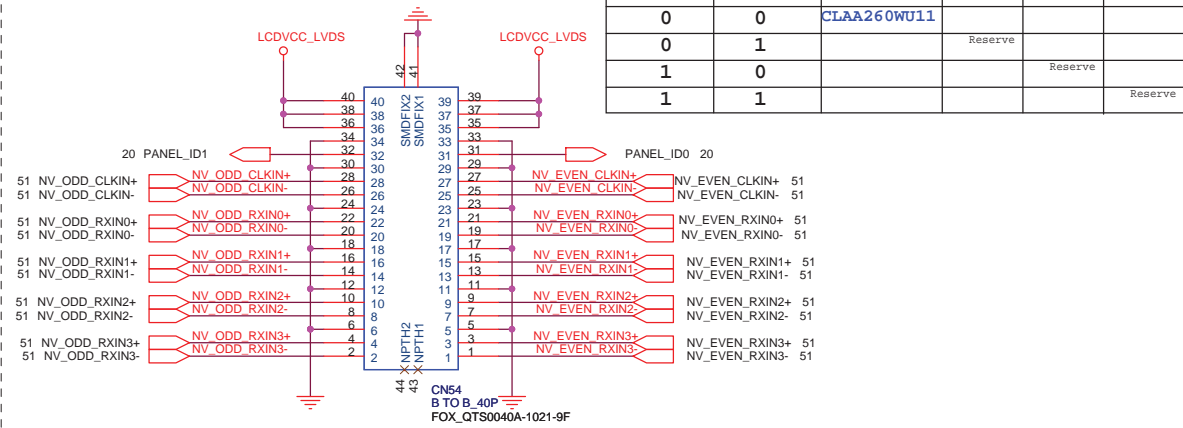 0 0 CLAA260WU11
0 1 Reserve
1 0 Reserve
1 1 Reserve
LCDVCC_LVDS LCDVCC_LVDS
42 41
SMDFIX2 SMDFIX1
40 40 39 39
38 38 37 37
36 36 35 35
34 34 33 33
20 PANEL_ID1 32 32 31 31 PANEL_ID0 20
30 30 29 29
51 NV_ODD_CLKIN+ NV_ODD_CLKIN+ 28 28 27 27 NV_EVEN_CLKIN+ NV_EVEN_CLKIN+ 51
51 NV_ODD_CLKIN- NV_ODD_CLKIN- 26 26 25 25 NV_EVEN_CLKIN- NV_EVEN_CLKIN- 51
24 24 23 23
51 NV_ODD_RXIN0+ NV_ODD_RXIN0+ 22 22 21 21 NV_EVEN_RXIN0+ NV_EVEN_RXIN0+ 51
51 NV_ODD_RXIN0- NV_ODD_RXIN0- 20 20 19 19 NV_EVEN_RXIN0- NV_EVEN_RXIN0- 51
18 18 17 17
51 NV_ODD_RXIN1+ NV_ODD_RXIN1+ 16 16 15 15 NV_EVEN_RXIN1+ NV_EVEN_RXIN1+ 51
51 NV_ODD_RXIN1- NV_ODD_RXIN1- 14 14 13 13 NV_EVEN_RXIN1- NV_EVEN_RXIN1- 51
12 12 11 11
51 NV_ODD_RXIN2+ NV_ODD_RXIN2+ 10 10 9 9 NV_EVEN_RXIN2+ NV_EVEN_RXIN2+ 51
51 NV_ODD_RXIN2- NV_ODD_RXIN2- 8 8 7 7 NV_EVEN_RXIN2- NV_EVEN_RXIN2- 51
6 6 5 5
51 NV_ODD_RXIN3+ NV_ODD_RXIN3+ 4 4 3 3 NV_EVEN_RXIN3+ NV_EVEN_RXIN3+ 51
51 NV_ODD_RXIN3- NV_ODD_RXIN3- 2 2 1 1 NV_EVEN_RXIN3- NV_EVEN_RXIN3- 51
NPTH2 NPTH1
44 43
CN54
B TO B_40P
FOX_QTS0040A-1021-9F